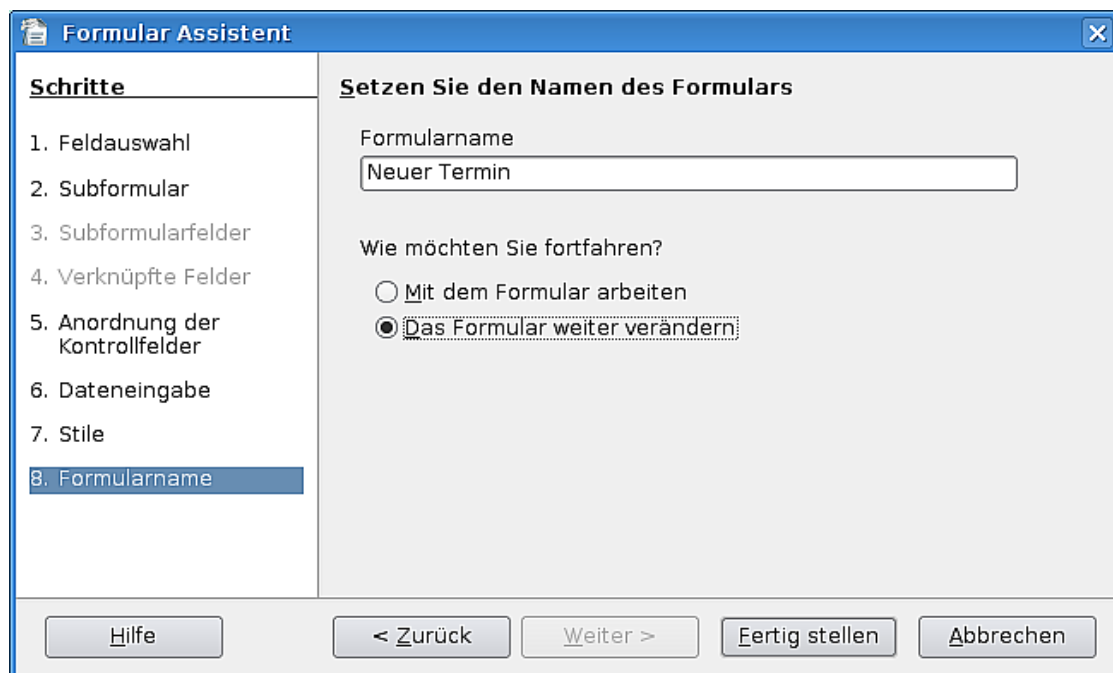 Formular Assistent
Schritte
1. Feldauswahl
2. Subformular
3. Subformularfelder
4. Verknüpfte Felder
5. Anordnung der
Kontrollfelder
6. Dateneingabe
7. Stile
8. Formularname
Setzen Sie den Namen des Formulars
Formularname
Neuer Termin
Wie möchten Sie fortfahren?
Mit dem Formular arbeiten
Das Formular weiter verändern
Hilfe
< Zurück
Weiter >
Fertig stellen
Abbrechen